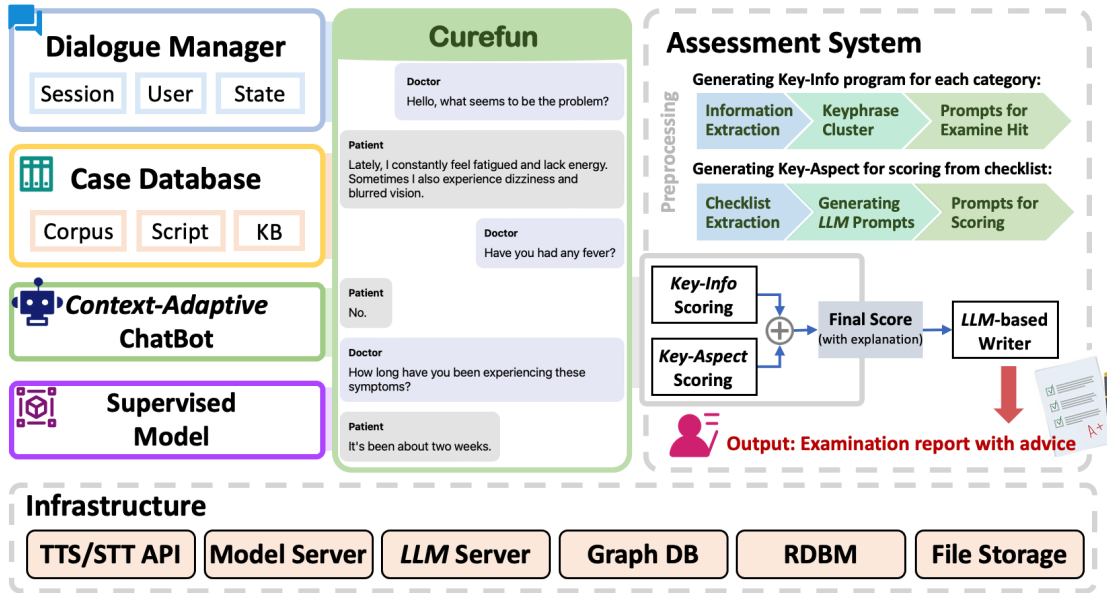 Dialogue Manager
Session
User
State
Case Database
Corpus
Script
KB
Context-Adaptive
ChatBot
Supervised
Model
Curefun
Doctor
Hello, what seems to be the problem?
Patient
Lately, I constantly feel fatigued and lack energy.
Sometimes I also experience dizziness and
blurred vision.
Doctor
Have you had any fever?
Patient
No.
Doctor
How long have you been experiencing these
symptoms?
Patient
It's been about two weeks.
Assessment System
Preprocessing
Generating Key-Info program for each category:
Information
Extraction
Keyphrase
Cluster
Prompts for
Examine Hit
Generating Key-Aspect for scoring from checklist:
Checklist
Extraction
Generating
LLM Prompts
Prompts for
Scoring
Key-Info
Scoring
Key-Aspect
Scoring
Final Score
(with explanation)
LLM-based
Writer
A+
Output: Examination report with advice
Infrastructure
TTS/STT API
Model Server
LLM Server
Graph DB
RDBM
File Storage